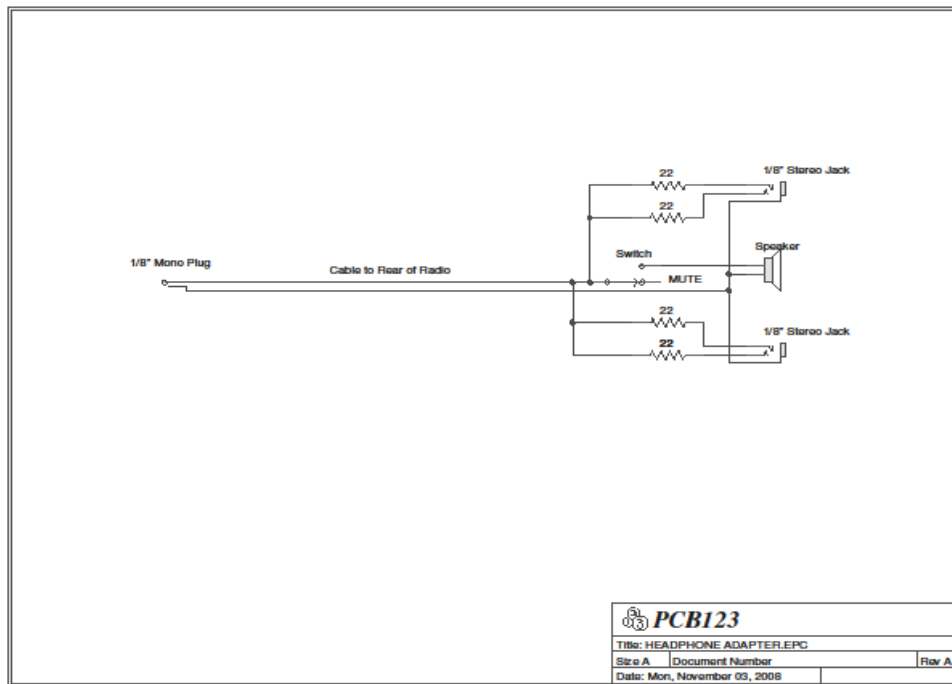 22
1/8" Stereo Jack
22
Switch
Speaker
1/8" Mono Plug
Cable to Rear of Radio
MUTE
22
1/8" Stereo Jack
22
PCB123
Title: HEADPHONE ADAPTER.EPC
Size A Document Number Rev A
Date: Mon, November 03, 2008